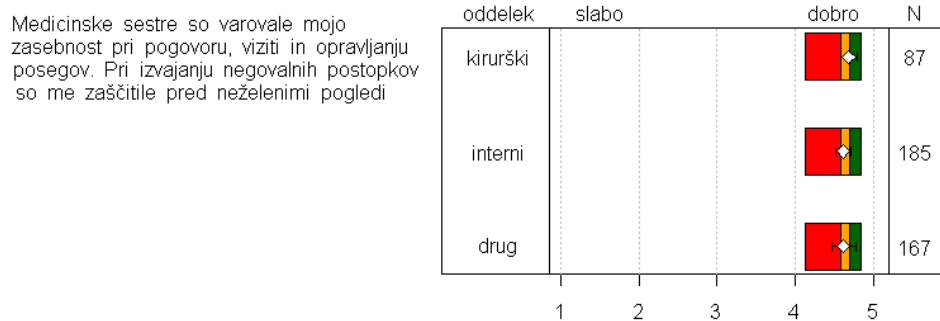 Medicinske sestre so varovale mojo
zasebnost pri pogovoru, viziti in opravljanju
posegov. Pri izvajanju negovalnih postopkov
so me zaščitile pred neželenimi pogledi
oddelek slabo dobro N
kirurški 87
interni 185
drug 167
1 2 3 4 5